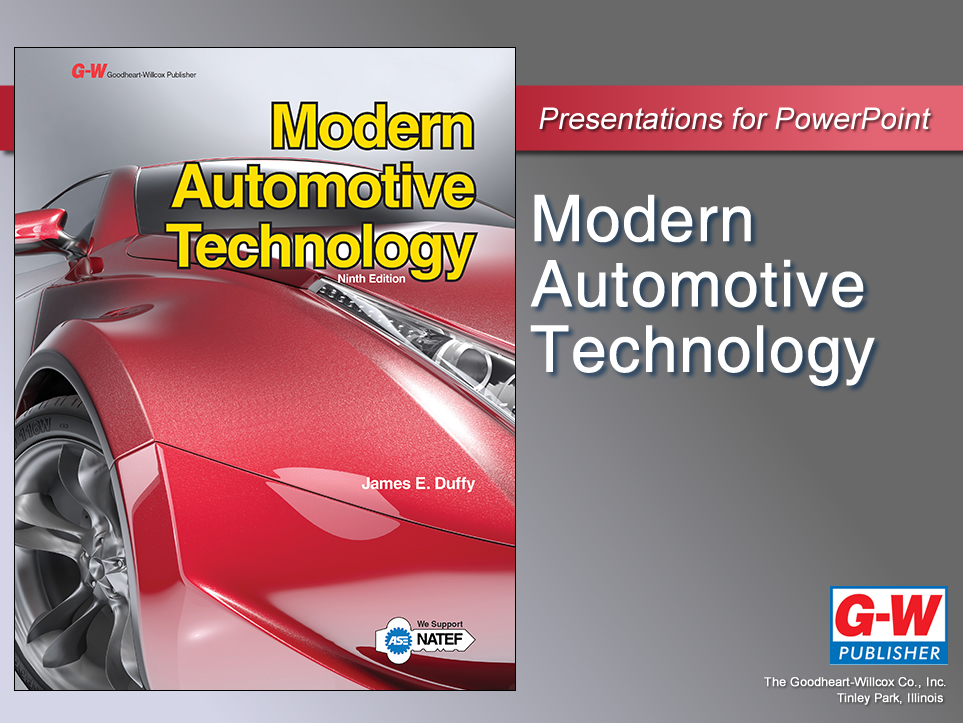 G-W Goodheart-Willcox Publisher
Modern
Automotive
Technology
Ninth Edition
James E. Duffy
We Support
ASE NATEF
Presentations for PowerPoint
Modern
Automotive
Technology
G-W
PUBLISHER
The Goodheart-Willcox Co., Inc.
Tinley Park, Illinois